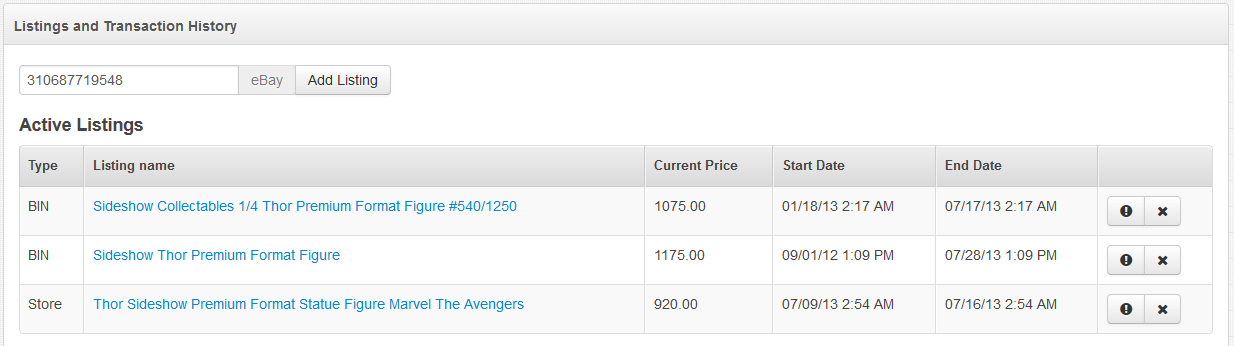 Listings and Transaction History
310687719548 eBay Add Listing
Active Listings
Type Listing name Current Price Start Date End Date
BIN Sideshow Collectables 1/4 Thor Premium Format Figure #540/1250 1075.00 01/18/13 2:17 AM 07/17/13 2:17 AM
BIN Sideshow Thor Premium Format Figure 1175.00 09/01/12 1:09 PM 07/28/13 1:09 PM
Store Thor Sideshow Premium Format Statue Figure Marvel The Avengers 920.00 07/09/13 2:54 AM 07/16/13 2:54 AM